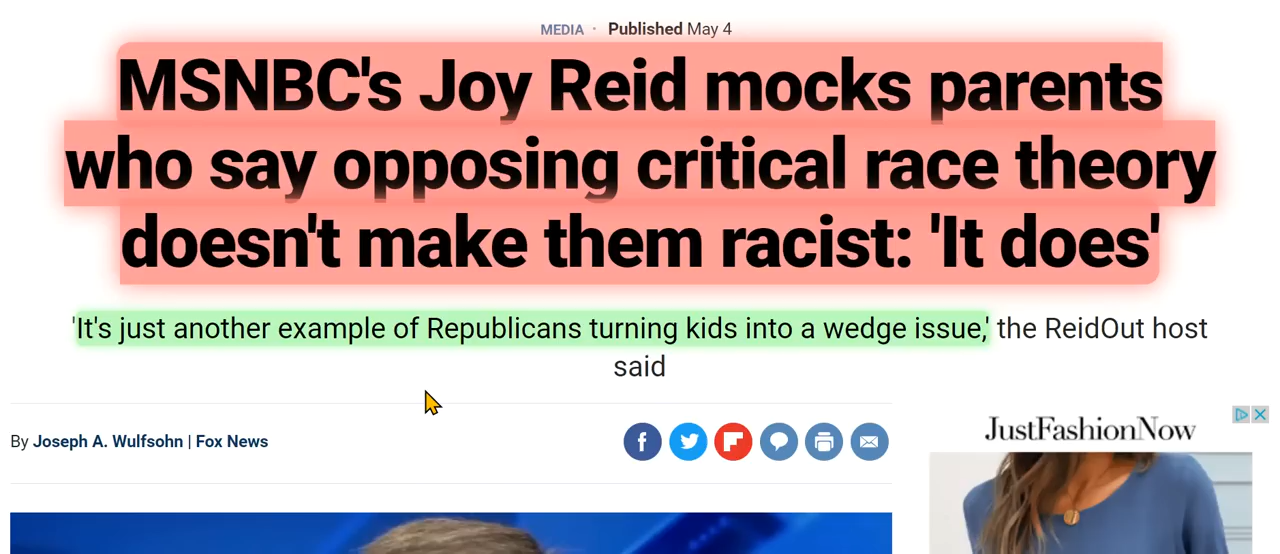 MEDIA · Published May 4
MSNBC's Joy Reid mocks parents
who say opposing critical race theory
doesn't make them racist: 'It does'
'It's just another example of Republicans turning kids into a wedge issue,' the ReidOut host
said
By Joseph A. Wulfsohn | Fox News
JustFashionNow